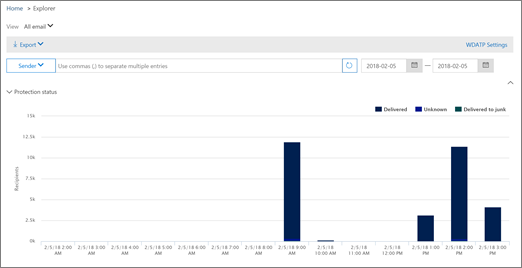 Home > Explorer
View All email
Export WDATP Settings
Sender Use commas (,) to separate multiple entries 2018-02-05 — 2018-02-05
Protection status
Delivered Unknown Delivered to junk
15k
12.5k
10k
7.5k
5k
2.5k
0k
Recipients
2/5/18 2:00 AM
2/5/18 3:00 AM
2/5/18 4:00 AM
2/5/18 5:00 AM
2/5/18 6:00 AM
2/5/18 7:00 AM
2/5/18 8:00 AM
2/5/18 9:00 AM
2/5/18 10:00 AM
2/5/18 11:00 AM
2/5/18 12:00 PM
2/5/18 1:00 PM
2/5/18 2:00 PM
2/5/18 3:00 PM